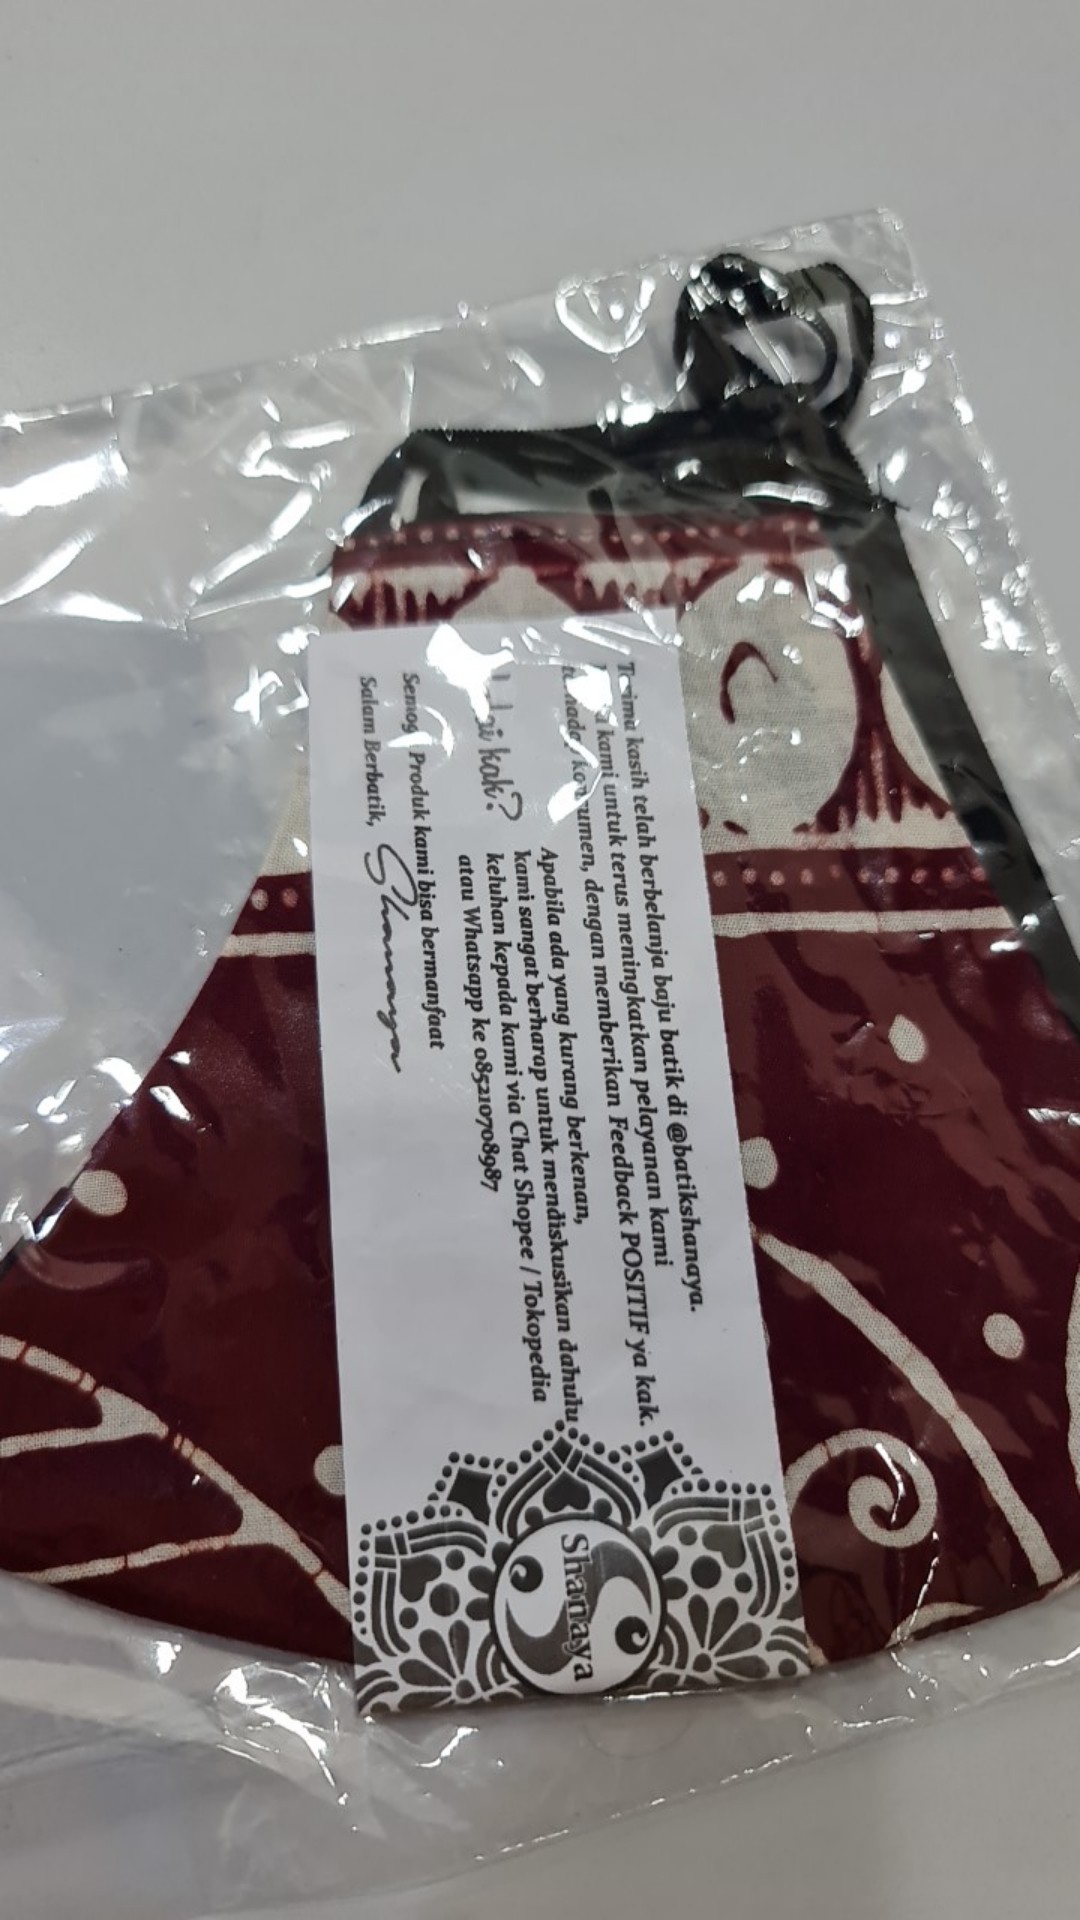 kasih telah berbelanja baju batik di @batikshanaya.
kami untuk terus meningkatkan pelayanan kami
dengan memberikan Feedback POSITIF ya kak.
kak?
Apabila ada yang kurang berkenan,
kami sangat berharap untuk mendiskusikan dahulu
keluhan kepada kami via Chat Shopee / Tokopedia
atau Whatsapp ke 085210708987
Produk kami bisa bermanfaat
Salam Berbatik,
Shanaya
Shanaya